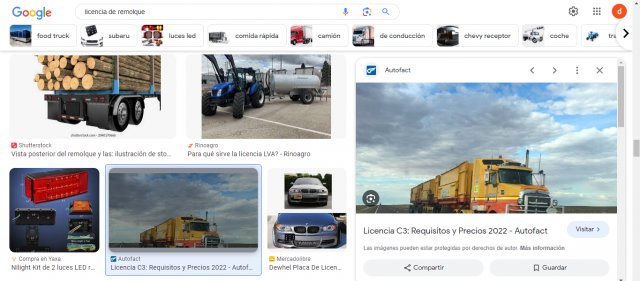 Google
licencia de remolque
d
food truck
subaru
luces led
comida rápida
camión
de conducción
chevy receptor
coche
Autofact
shutterstock.com
Shutterstock
Vista posterior del remolque y las: ilustración de sto...
Rinoagro
Para qué sirve la licencia LVA? - Rinoagro
Compra en Yaxa
Nilight Kit de 2 luces LED r...
Autofact
Licencia C3: Requisitos y Precios 2022 - Autof...
Mercadolibre
Dewhel Placa De Licen...
Licencia C3: Requisitos y Precios 2022 - Autofact
Visitar
Las imágenes pueden estar protegidas por derechos de autor. Más información
Compartir
Guardar